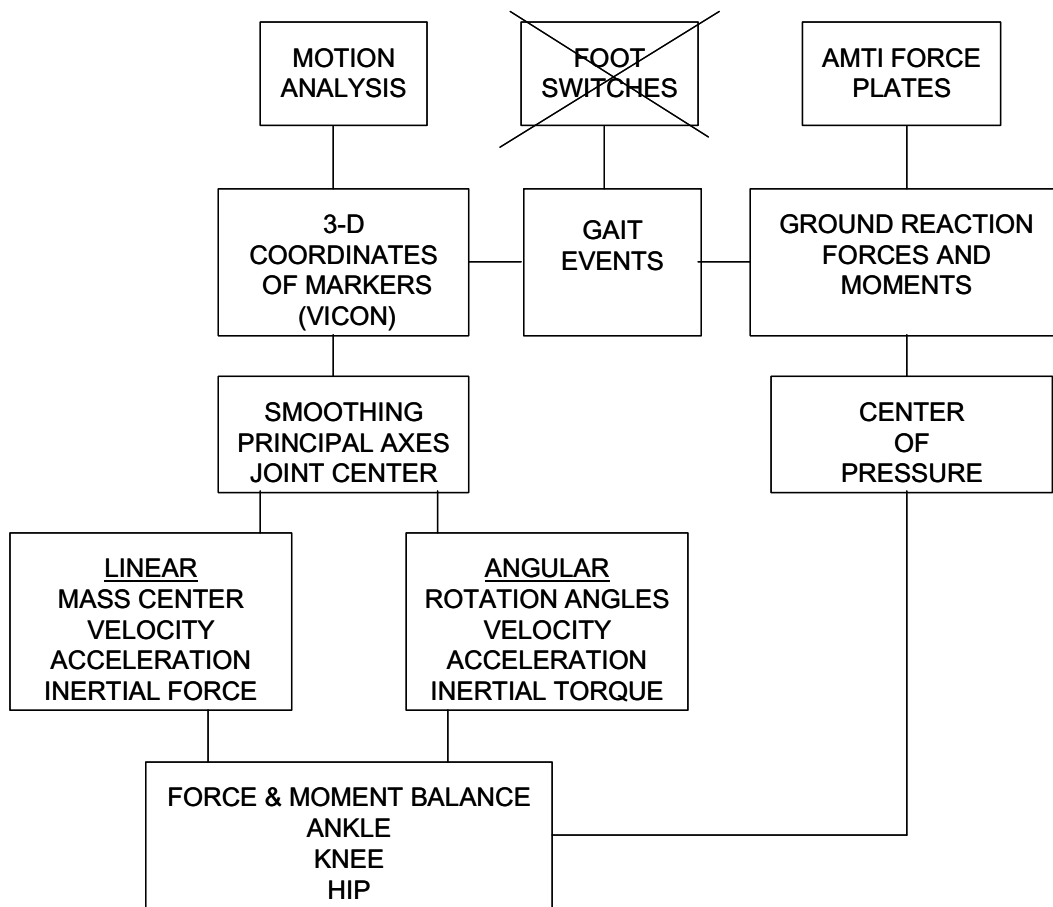 MOTION
ANALYSIS
FOOT
SWITCHES
AMTI FORCE
PLATES
3-D
COORDINATES
OF MARKERS
(VICON)
GAIT
EVENTS
GROUND REACTION
FORCES AND
MOMENTS
SMOOTHING
PRINCIPAL AXES
JOINT CENTER
CENTER
OF
PRESSURE
LINEAR
MASS CENTER
VELOCITY
ACCELERATION
INERTIAL FORCE
ANGULAR
ROTATION ANGLES
VELOCITY
ACCELERATION
INERTIAL TORQUE
FORCE & MOMENT BALANCE
ANKLE
KNEE
HIP